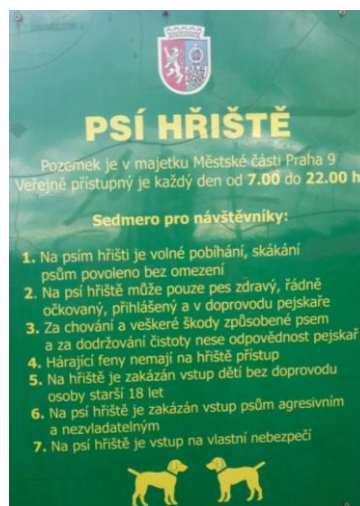 PSÍ HŘIŠTĚ
Pozemek je v majetku Městské části Praha 9
Veřejně přístupný je každý den od 7.00 do 22.00 h
Sedmero pro návštěvníky:
1. Na psím hřišti je volné pobíhání, skákání
psům povoleno bez omezení
2. Na psí hřiště může pouze pes zdravý, řádně
očkovaný, přihlášený a v doprovodu pejskaře
3. Za chování a veškeré škody způsobené psem
a za dodržování čistoty nese odpovědnost pejskař
4. Hárající feny nemají na hřiště přístup
5. Na hřiště je zakázán vstup dětí bez doprovodu
osoby starší 18 let
6. Na psí hřiště je zakázán vstup psům agresivním
a nezvladatelným
7. Na psí hřiště je vstup na vlastní nebezpečí